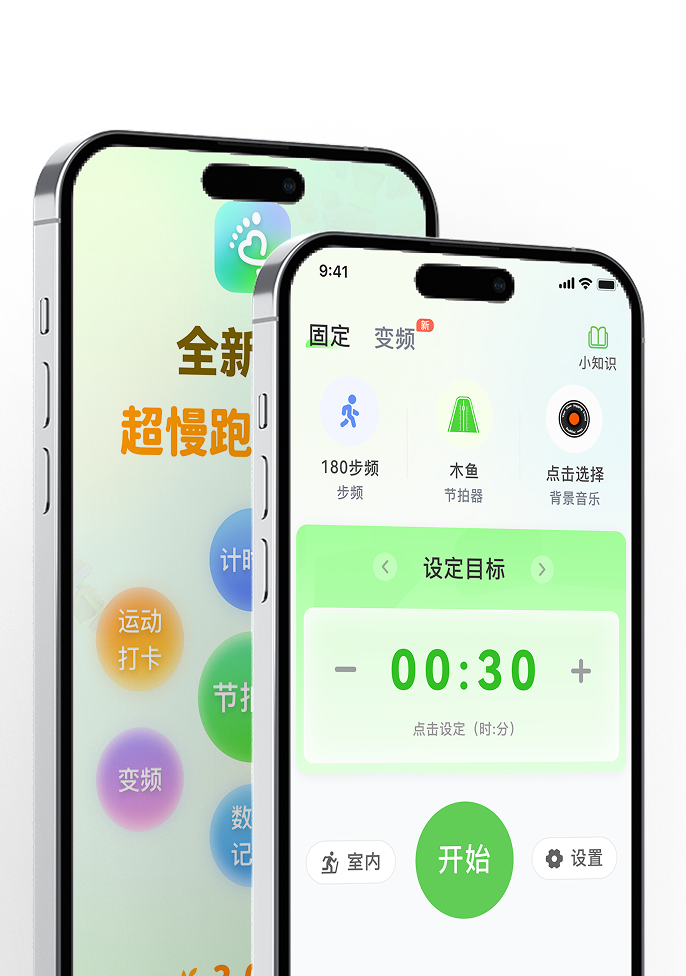 全新
超慢跑
计时
运动
打卡
节拍
变频
数
记
9:41
固定
变频
新
小知识
180步频
步频
木鱼
节拍器
点击选择
背景音乐
设定目标
00:30
点击设定（时:分）
室内
开始
设置